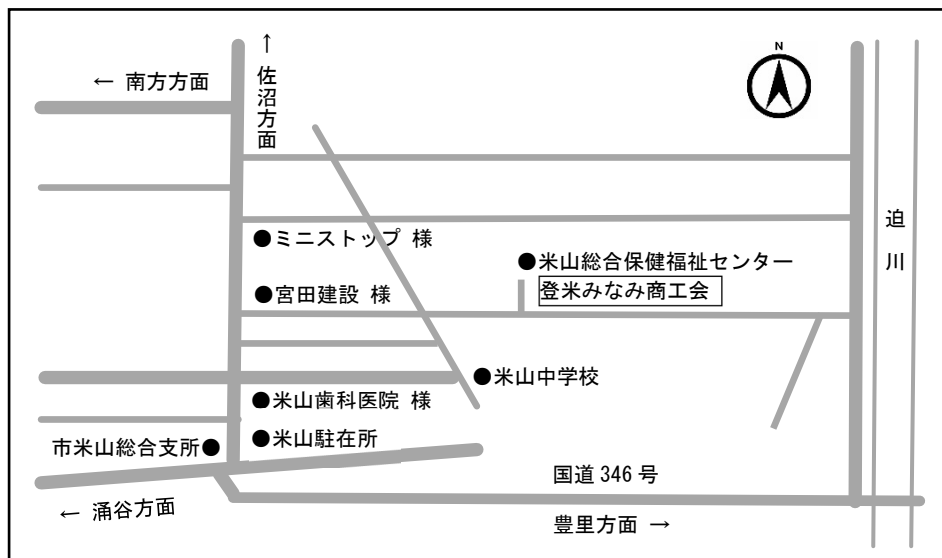 N
↑
佐沼方面
← 南方方面
迫川
●ミニストップ 様
●米山総合保健福祉センター
登米みなみ商工会
●宮田建設 様
●米山中学校
●米山歯科医院 様
●米山駐在所
市米山総合支所●
国道 346 号
← 涌谷方面
豊里方面 →